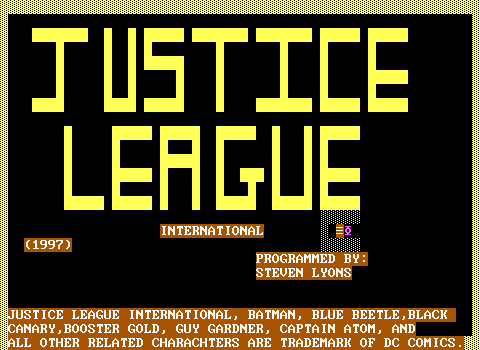 JUSTICE
LEAGUE
INTERNATIONAL
(1997)
PROGRAMMED BY:
STEVEN LYONS
JUSTICE LEAGUE INTERNATIONAL, BATMAN, BLUE BEETLE,BLACK
CANARY,BOOSTER GOLD, GUY GARDNER, CAPTAIN ATOM, AND
ALL OTHER RELATED CHARACHTERS ARE TRADEMARK OF DC COMICS.